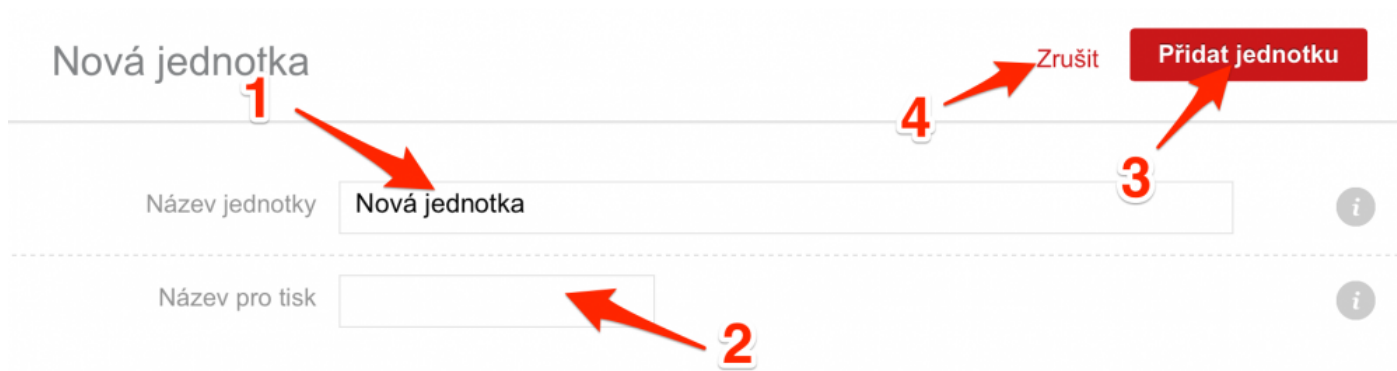 Nová jednotka
Zrušit
Přidat jednotku
1
4
3
Název jednotky
Nová jednotka
i
Název pro tisk
i
2